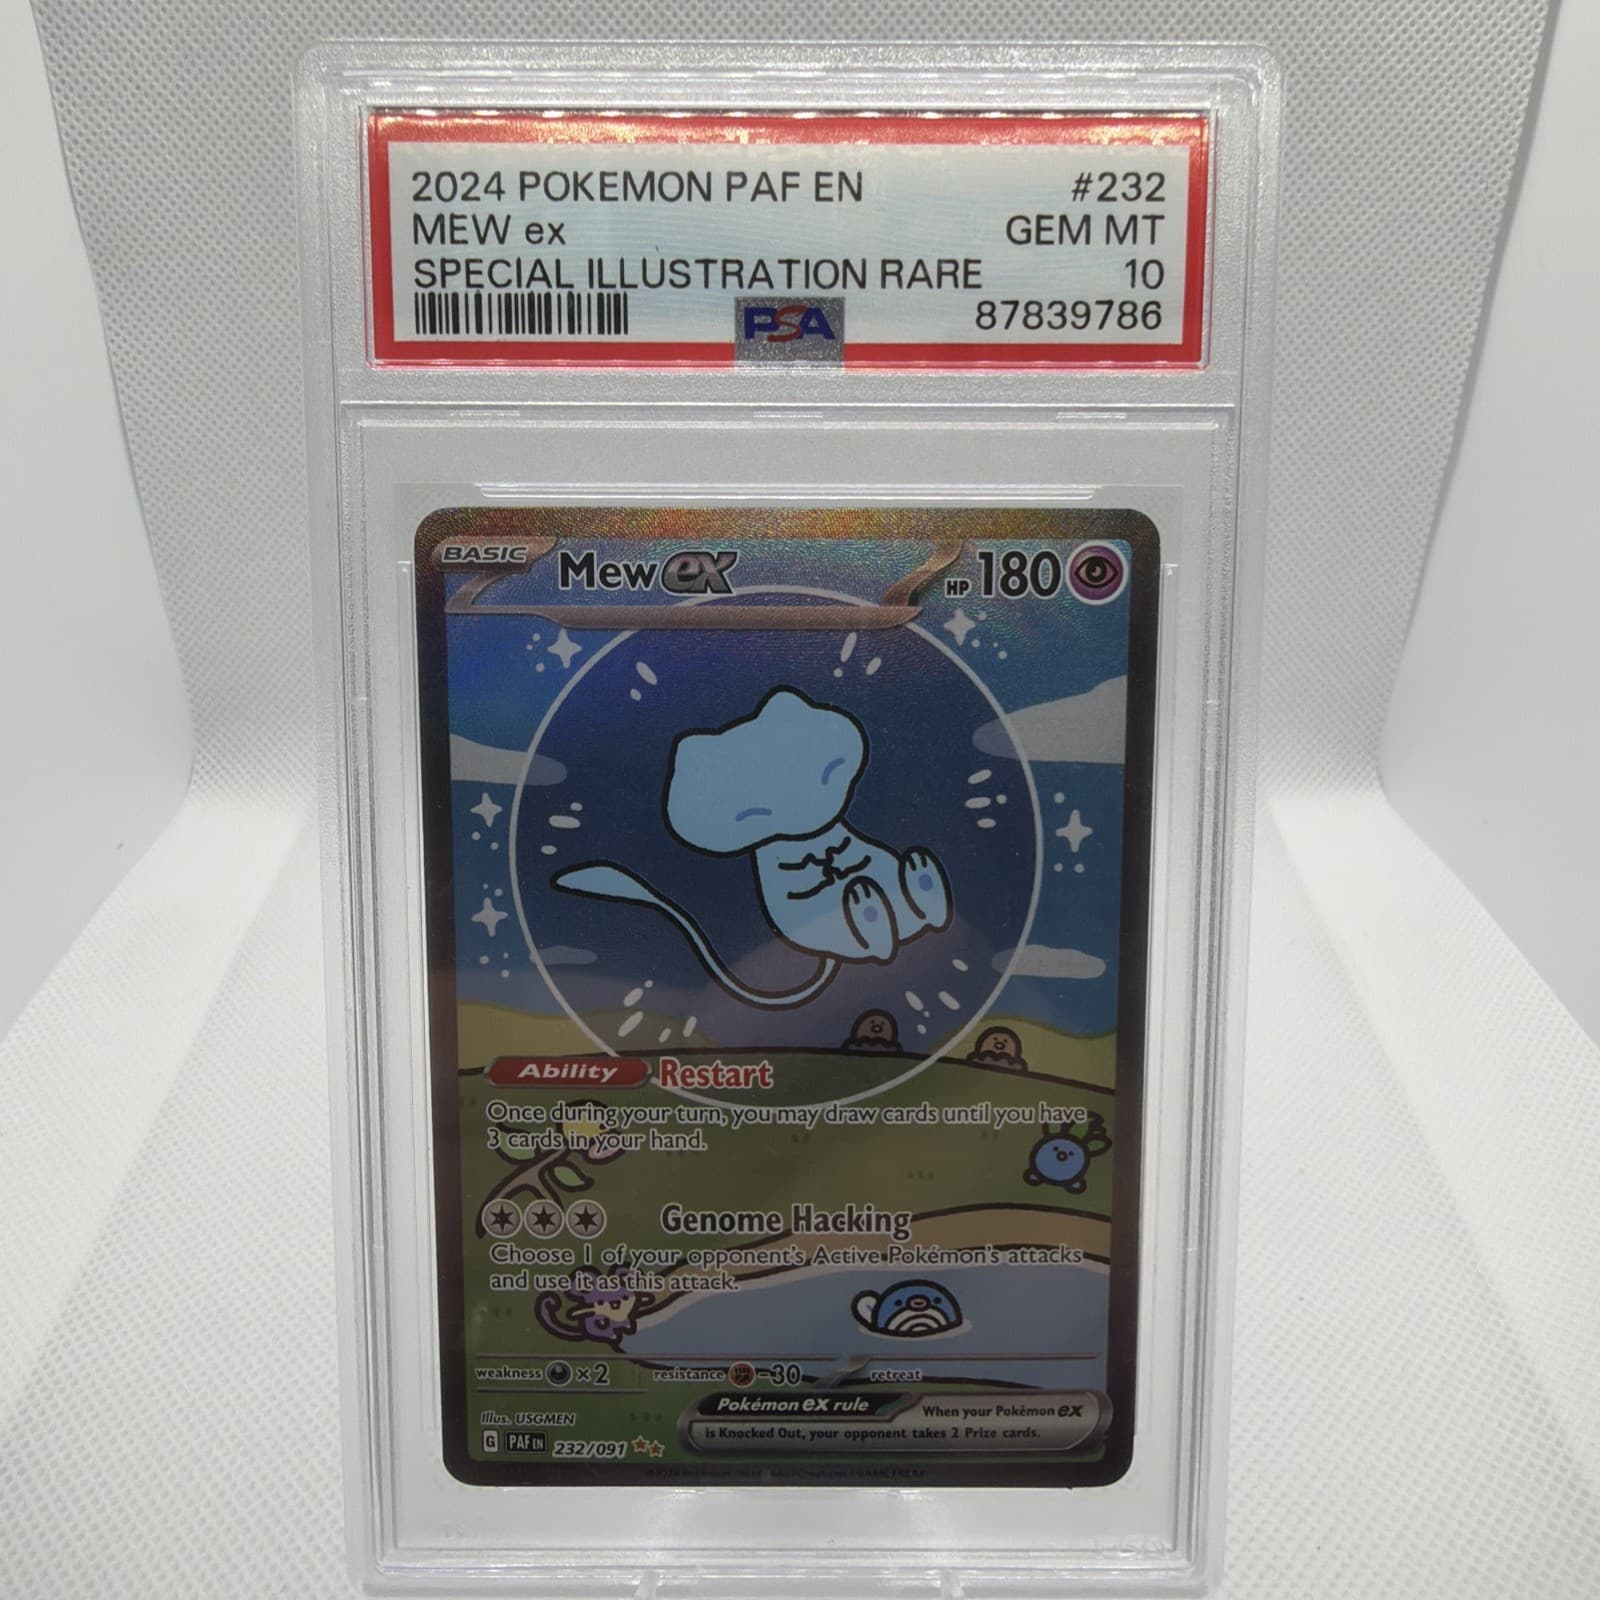 2024 POKEMON PAF EN #232
MEW ex GEM MT
SPECIAL ILLUSTRATION RARE 10
PSA 87839786
BASIC Mew ex HP 180
Ability Restart
Once during your turn, you may draw cards until you have
3 cards in your hand.
Genome Hacking
Choose 1 of your opponent's Active Pokémon's attacks
and use it as this attack.
weakness ×2 resistance -30 retreat
Pokémon ex rule When your Pokémon ex
is Knocked Out, your opponent takes 2 Prize cards.
Illus. USGMEN
G PAF EN 232/091